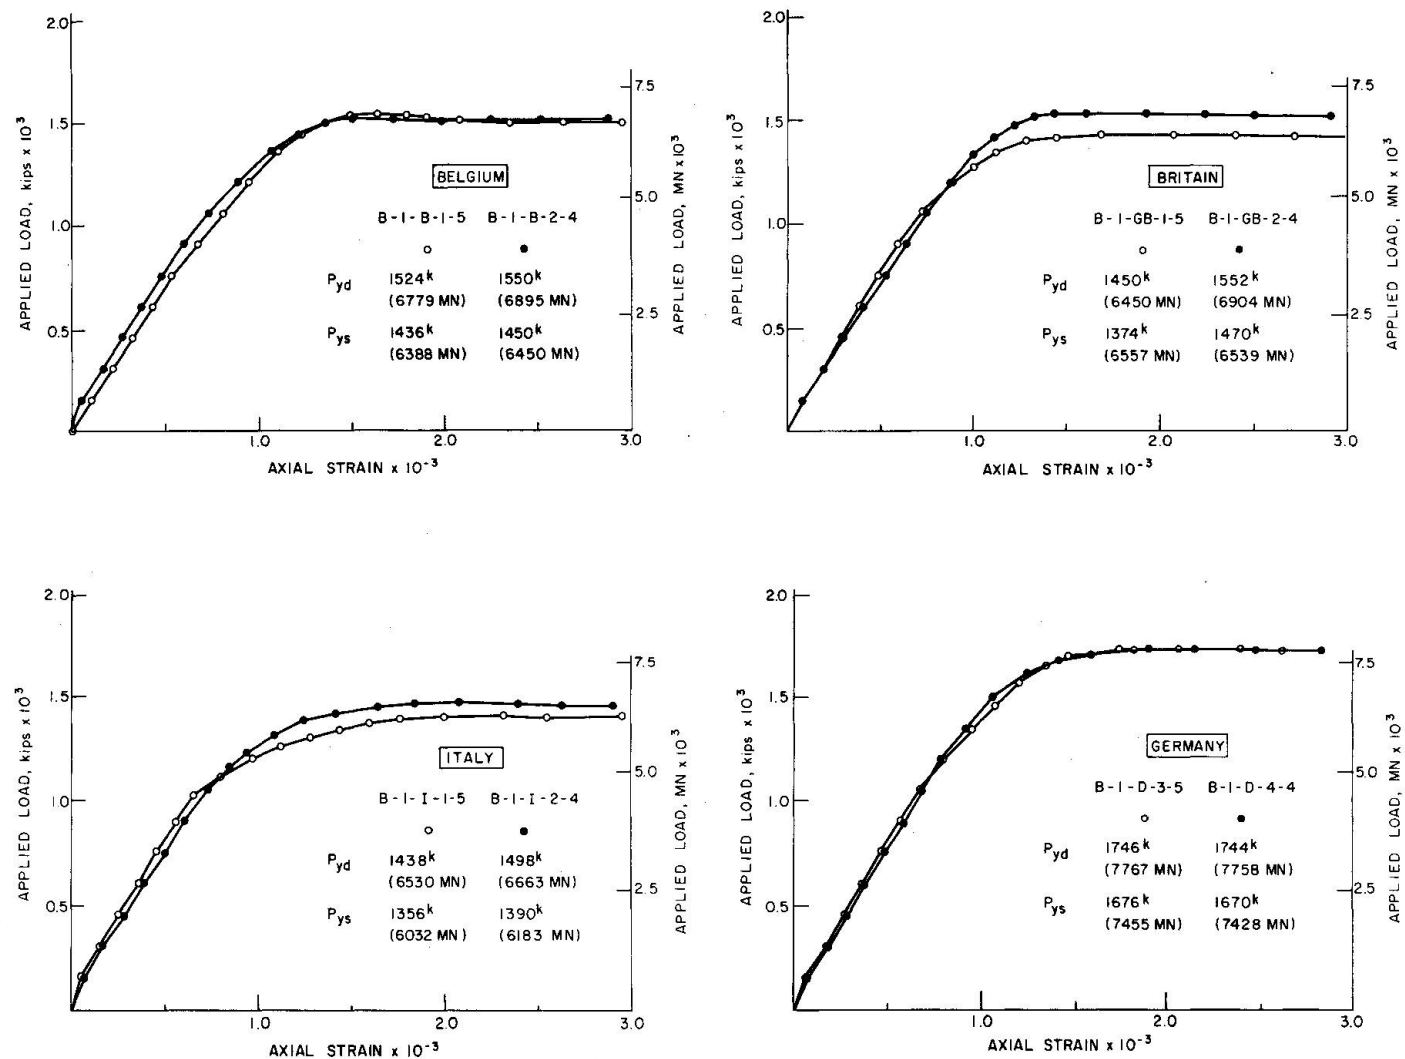 2.0
1.5
1.0
0.5
APPLIED LOAD, kips x 10³
7.5
5.0
2.5
APPLIED LOAD, MN x 10³
BELGIUM
B-1-B-1-5 B-1-B-2-4
Pyd 1524ᵏ 1550ᵏ
(6779 MN) (6895 MN)
Pys 1436ᵏ 1450ᵏ
(6388 MN) (6450 MN)
1.0 2.0 3.0
AXIAL STRAIN x 10⁻³
2.0
1.5
1.0
0.5
APPLIED LOAD, kips x 10³
7.5
5.0
2.5
APPLIED LOAD, MN x 10³
BRITAIN
B-1-GB-1-5 B-1-GB-2-4
Pyd 1450ᵏ 1552ᵏ
(6450 MN) (6904 MN)
Pys 1374ᵏ 1470ᵏ
(6557 MN) (6539 MN)
1.0 2.0 3.0
AXIAL STRAIN x 10⁻³
2.0
1.5
1.0
0.5
APPLIED LOAD, kips x 10³
7.5
5.0
2.5
APPLIED LOAD, MN x 10³
ITALY
B-1-I-1-5 B-1-I-2-4
Pyd 1438ᵏ 1498ᵏ
(6530 MN) (6663 MN)
Pys 1356ᵏ 1390ᵏ
(6032 MN) (6183 MN)
1.0 2.0 3.0
AXIAL STRAIN x 10⁻³
2.0
1.5
1.0
0.5
APPLIED LOAD, kips x 10³
7.5
5.0
2.5
APPLIED LOAD, MN x 10³
GERMANY
B-1-D-3-5 B-1-D-4-4
Pyd 1746ᵏ 1744ᵏ
(7767 MN) (7758 MN)
Pys 1676ᵏ 1670ᵏ
(7455 MN) (7428 MN)
1.0 2.0 3.0
AXIAL STRAIN x 10⁻³